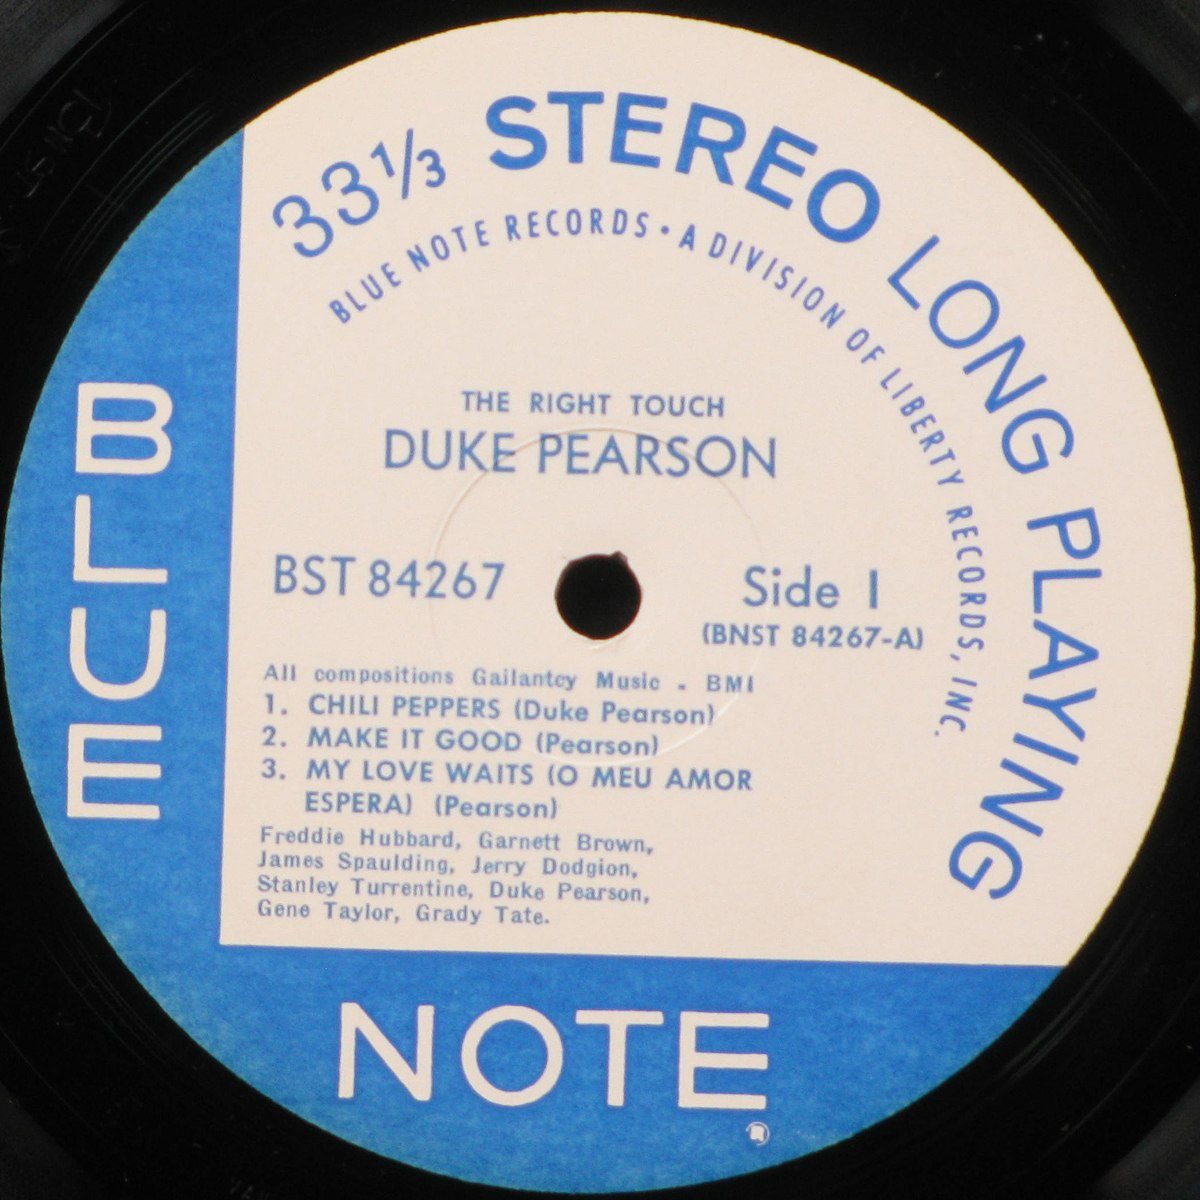 33⅓ STEREO LONG PLAYING
BLUE NOTE RECORDS • A DIVISION OF LIBERTY RECORDS, INC.
THE RIGHT TOUCH
DUKE PEARSON
BST 84267
Side 1
(BNST 84267-A)
All compositions Gailantcy Music - BMI
1. CHILI PEPPERS (Duke Pearson)
2. MAKE IT GOOD (Pearson)
3. MY LOVE WAITS (O MEU AMOR
ESPERA) (Pearson)
Freddie Hubbard, Garnett Brown,
James Spaulding, Jerry Dodgion,
Stanley Turrentine, Duke Pearson,
Gene Taylor, Grady Tate.
BLUE
NOTE
®